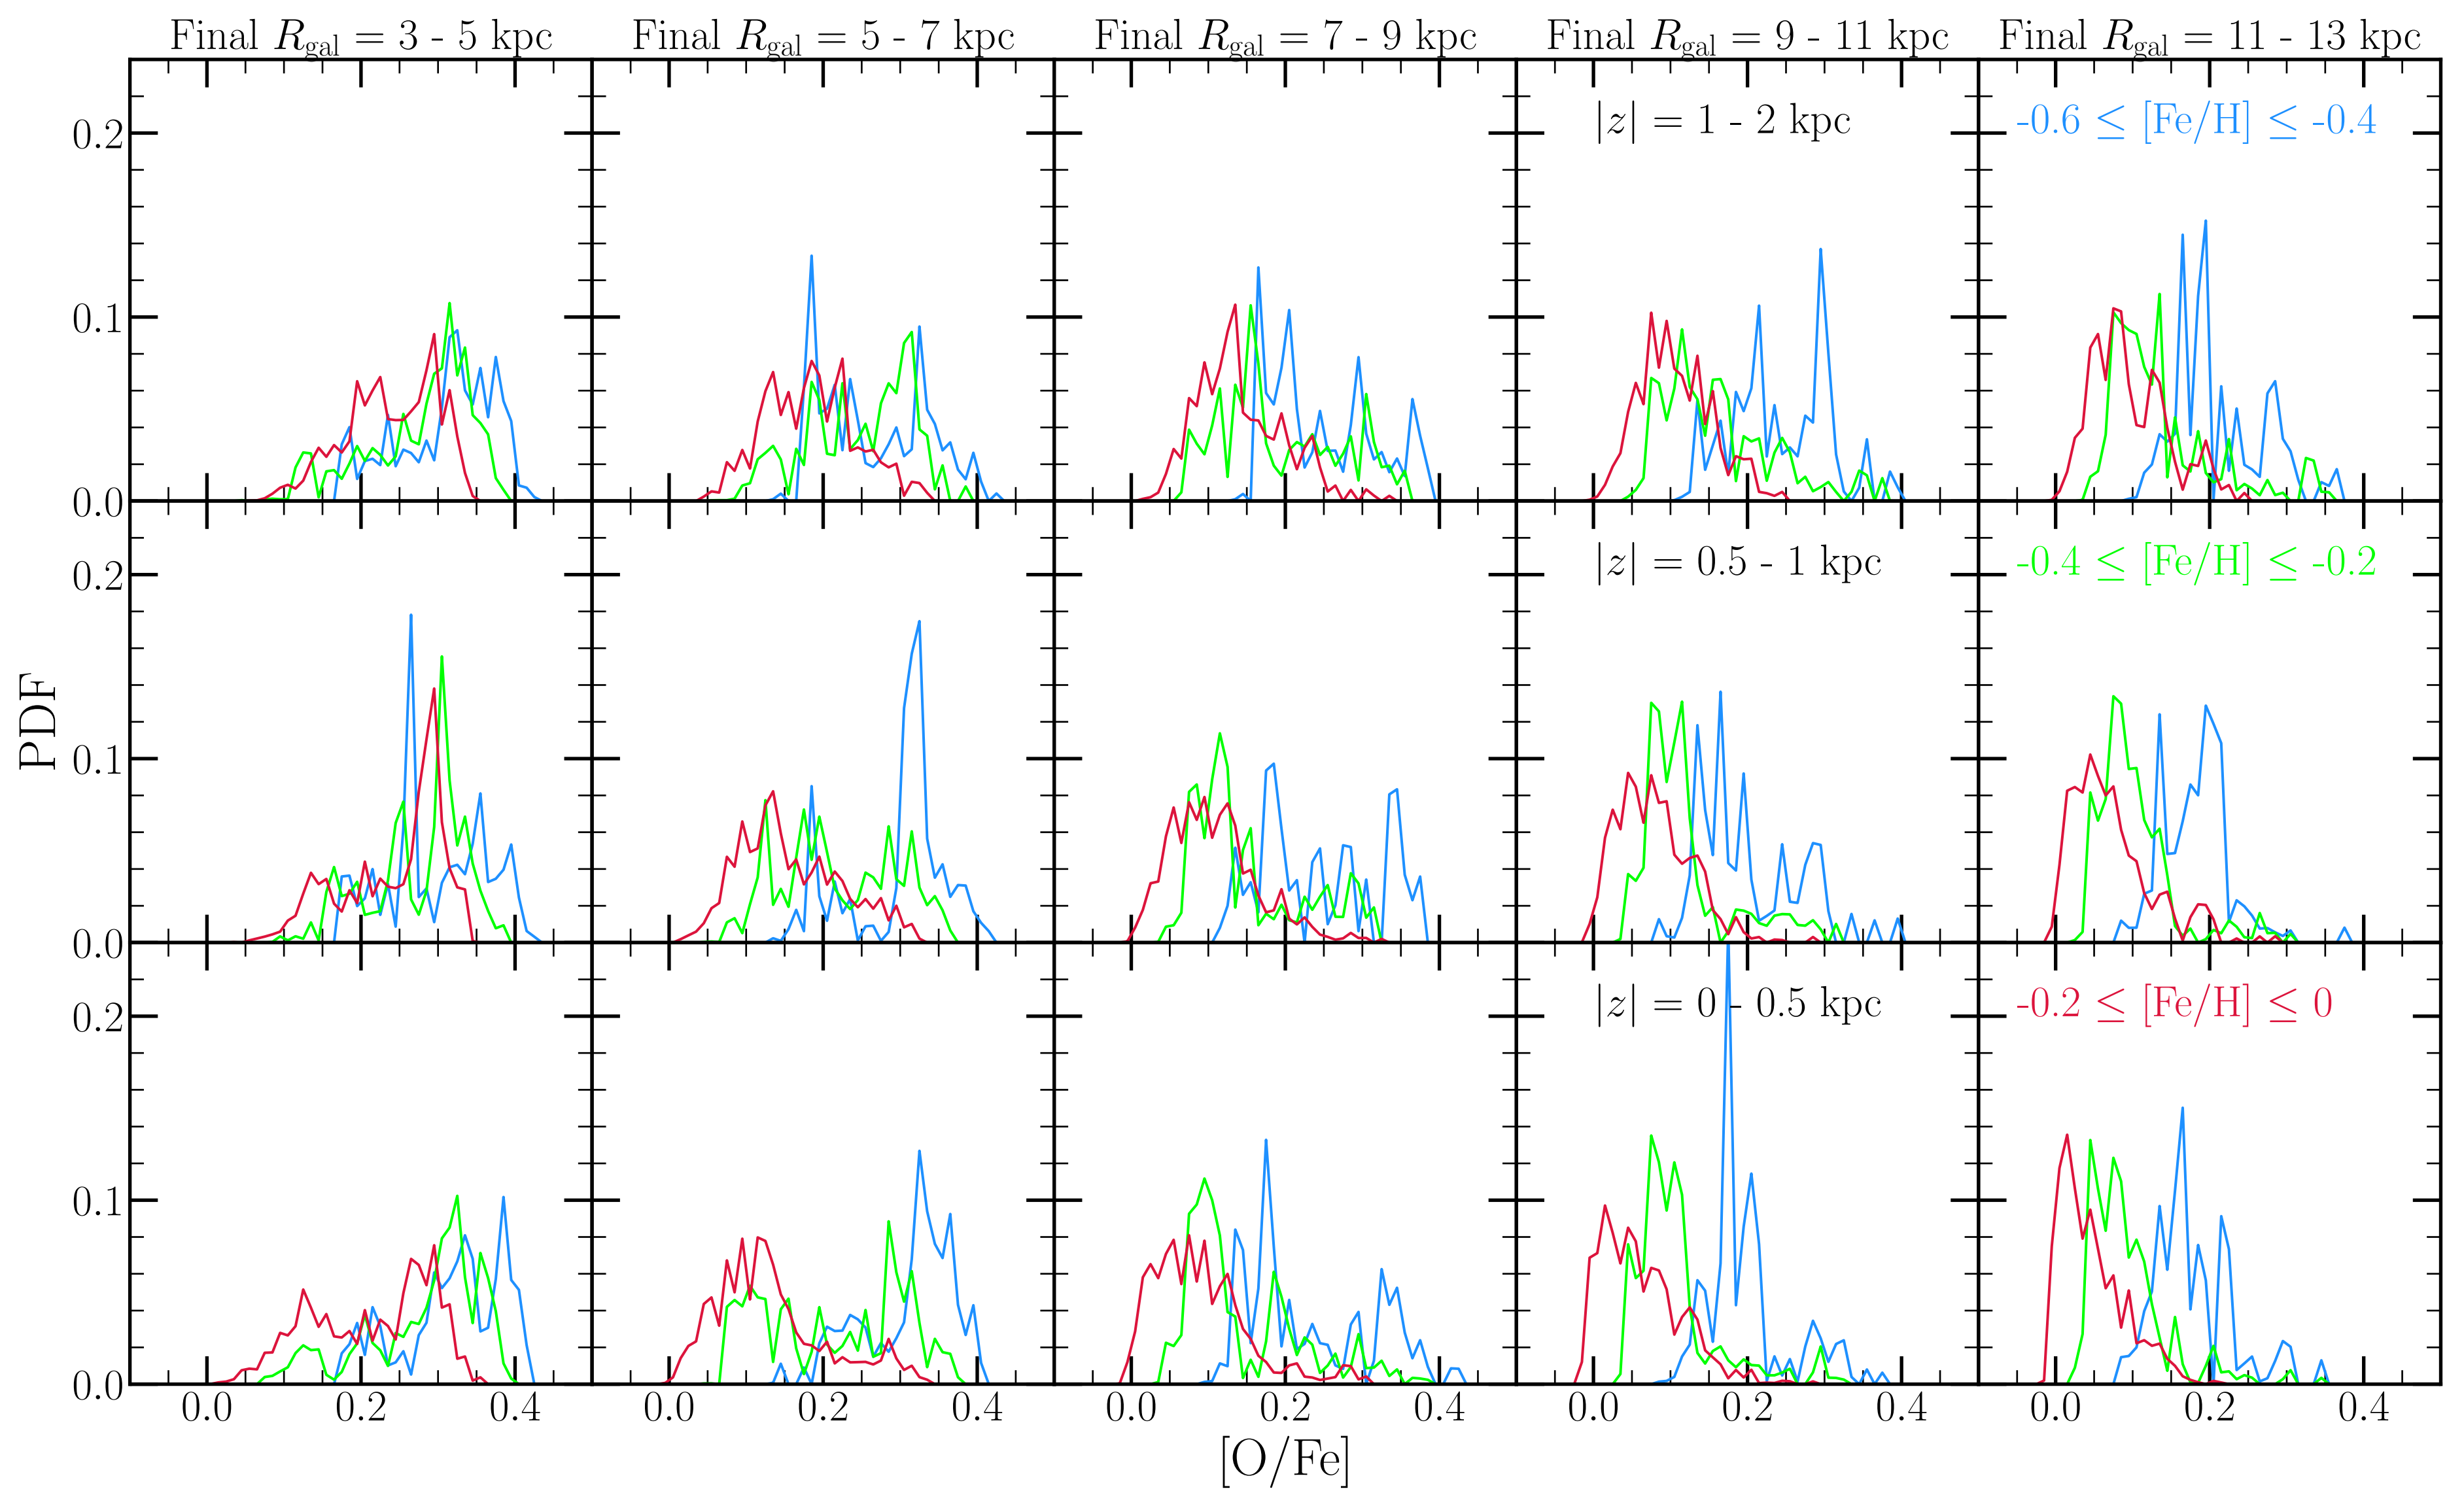 Final R_gal = 3 - 5 kpc
Final R_gal = 5 - 7 kpc
Final R_gal = 7 - 9 kpc
Final R_gal = 9 - 11 kpc
Final R_gal = 11 - 13 kpc
|z| = 1 - 2 kpc
-0.6 ≤ [Fe/H] ≤ -0.4
0.2
0.1
0.0
|z| = 0.5 - 1 kpc
-0.4 ≤ [Fe/H] ≤ -0.2
0.2
0.1
0.0
PDF
|z| = 0 - 0.5 kpc
-0.2 ≤ [Fe/H] ≤ 0
0.2
0.1
0.0
0.0 0.2 0.4 0.0 0.2 0.4 0.0 0.2 0.4 0.0 0.2 0.4 0.0 0.2 0.4
[O/Fe]